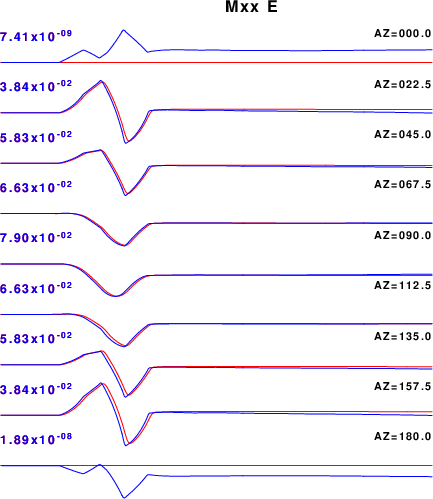 Mxx E
7.41x10-09 AZ=000.0
3.84x10-02 AZ=022.5
5.83x10-02 AZ=045.0
6.63x10-02 AZ=067.5
7.90x10-02 AZ=090.0
6.63x10-02 AZ=112.5
5.83x10-02 AZ=135.0
3.84x10-02 AZ=157.5
1.89x10-08 AZ=180.0